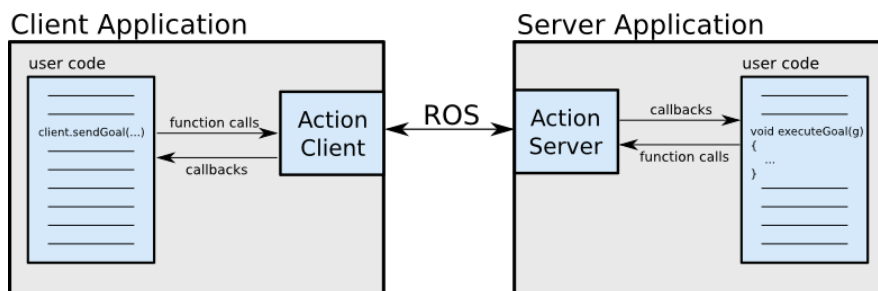 Client Application
user code
client.sendGoal(...)
function calls
callbacks
Action
Client
ROS
Server Application
Action
Server
callbacks
function calls
user code
void executeGoal(g)
{
...
}